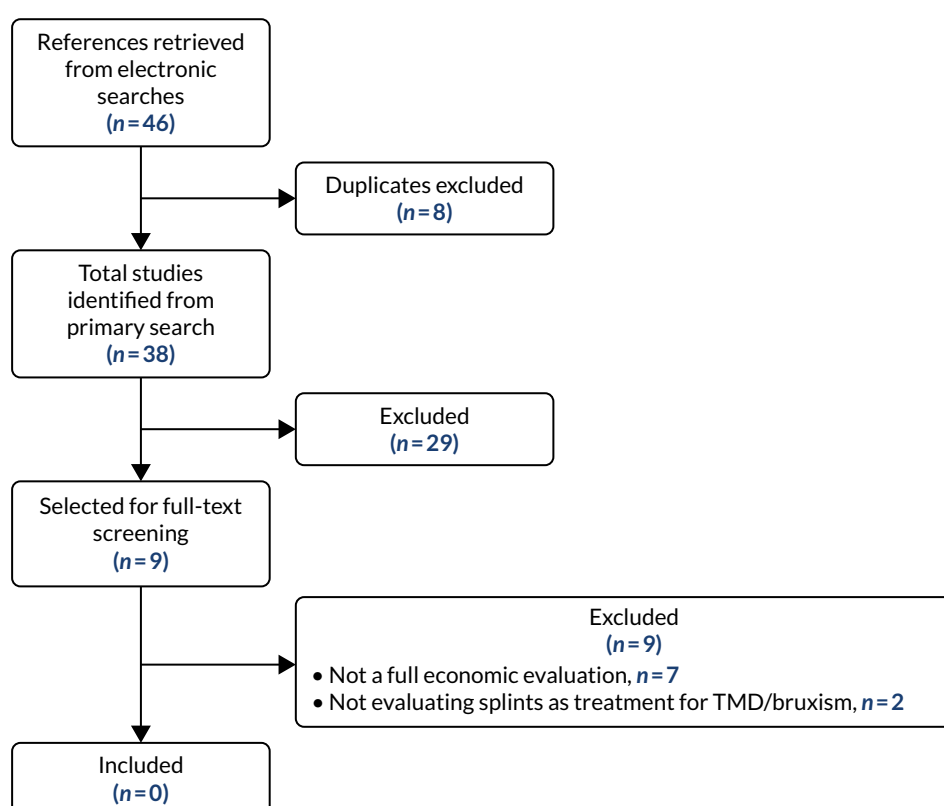 References retrieved
from electronic
searches
(n=46)
Duplicates excluded
(n=8)
Total studies
identified from
primary search
(n=38)
Excluded
(n=29)
Selected for full-text
screening
(n=9)
Excluded
(n=9)
• Not a full economic evaluation, n=7
• Not evaluating splints as treatment for TMD/bruxism, n=2
Included
(n=0)